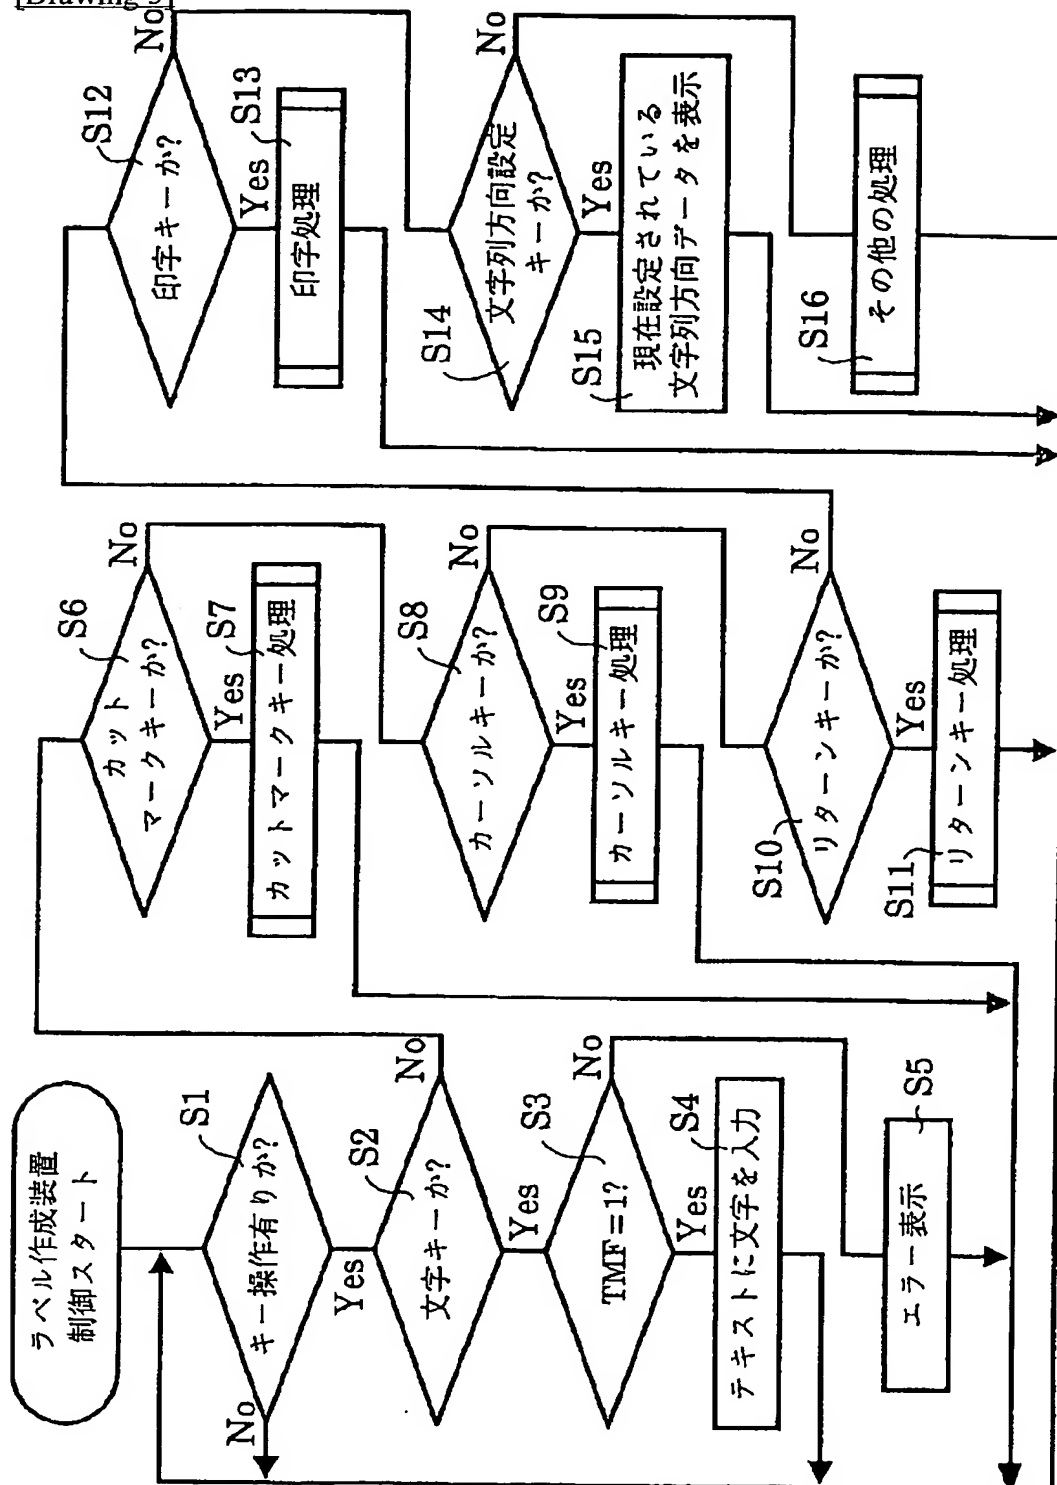 [Drawing 5]
ラベル作成装置
制御スタート
S1
キー操作有りか?
No
Yes
S2
文字キーか?
No
Yes
S3
TMF=1?
No
Yes
S4
テキストに文字を入力
S5
エラー表示
S6
カット
マークキーか?
No
Yes
S7
カットマークキー処理
S8
カーソルキーか?
No
Yes
S9
カーソルキー処理
S10
リターンキーか?
No
Yes
S11
リターンキー処理
S12
印字キーか?
No
Yes
S13
印字処理
S14
文字列方向設定
キーか?
No
Yes
S15
現在設定されている
文字列方向データを表示
S16
その他の処理